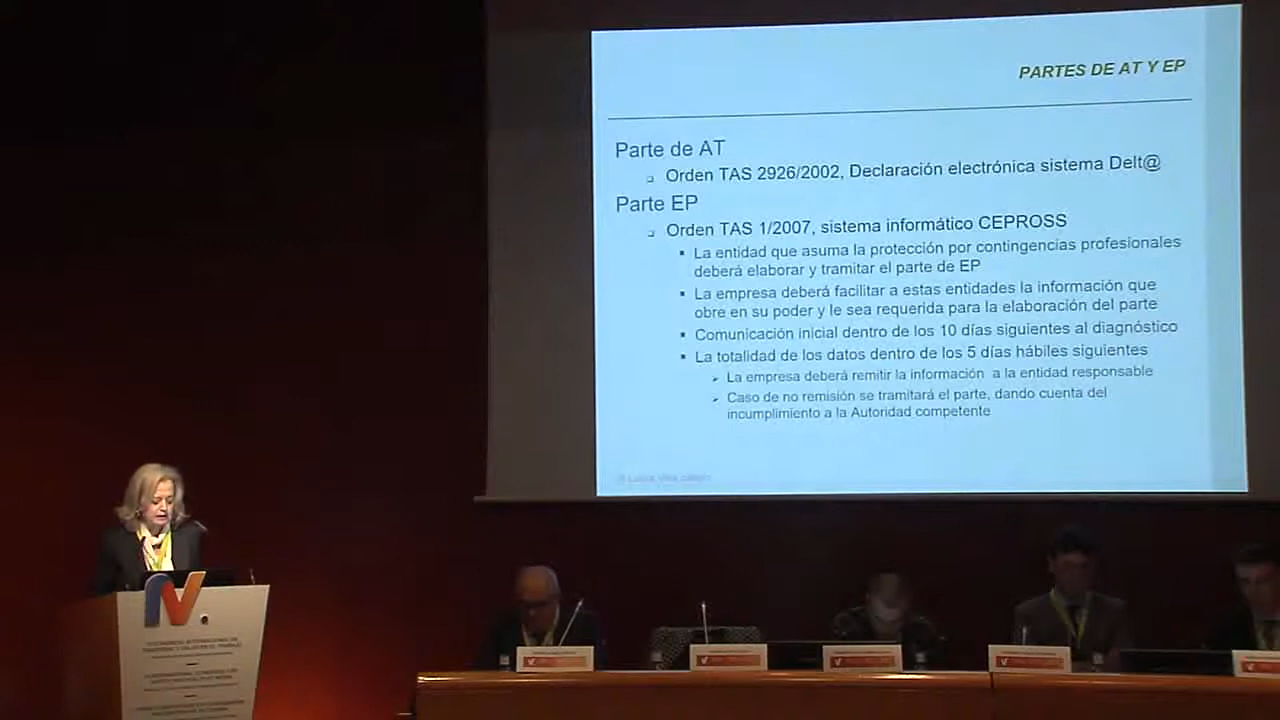 PARTES DE AT Y EP
Parte de AT
Orden TAS 2926/2002, Declaración electrónica sistema Delt@
Parte EP
Orden TAS 1/2007, sistema informático CEPROSS
La entidad que asuma la protección por contingencias profesionales
deberá elaborar y tramitar el parte de EP
La empresa deberá facilitar a estas entidades la información que
obre en su poder y le sea requerida para la elaboración del parte
Comunicación inicial dentro de los 10 días siguientes al diagnóstico
La totalidad de los datos dentro de los 5 días hábiles siguientes
La empresa deberá remitir la información a la entidad responsable
Caso de no remisión se tramitará el parte, dando cuenta del
incumplimiento a la Autoridad competente